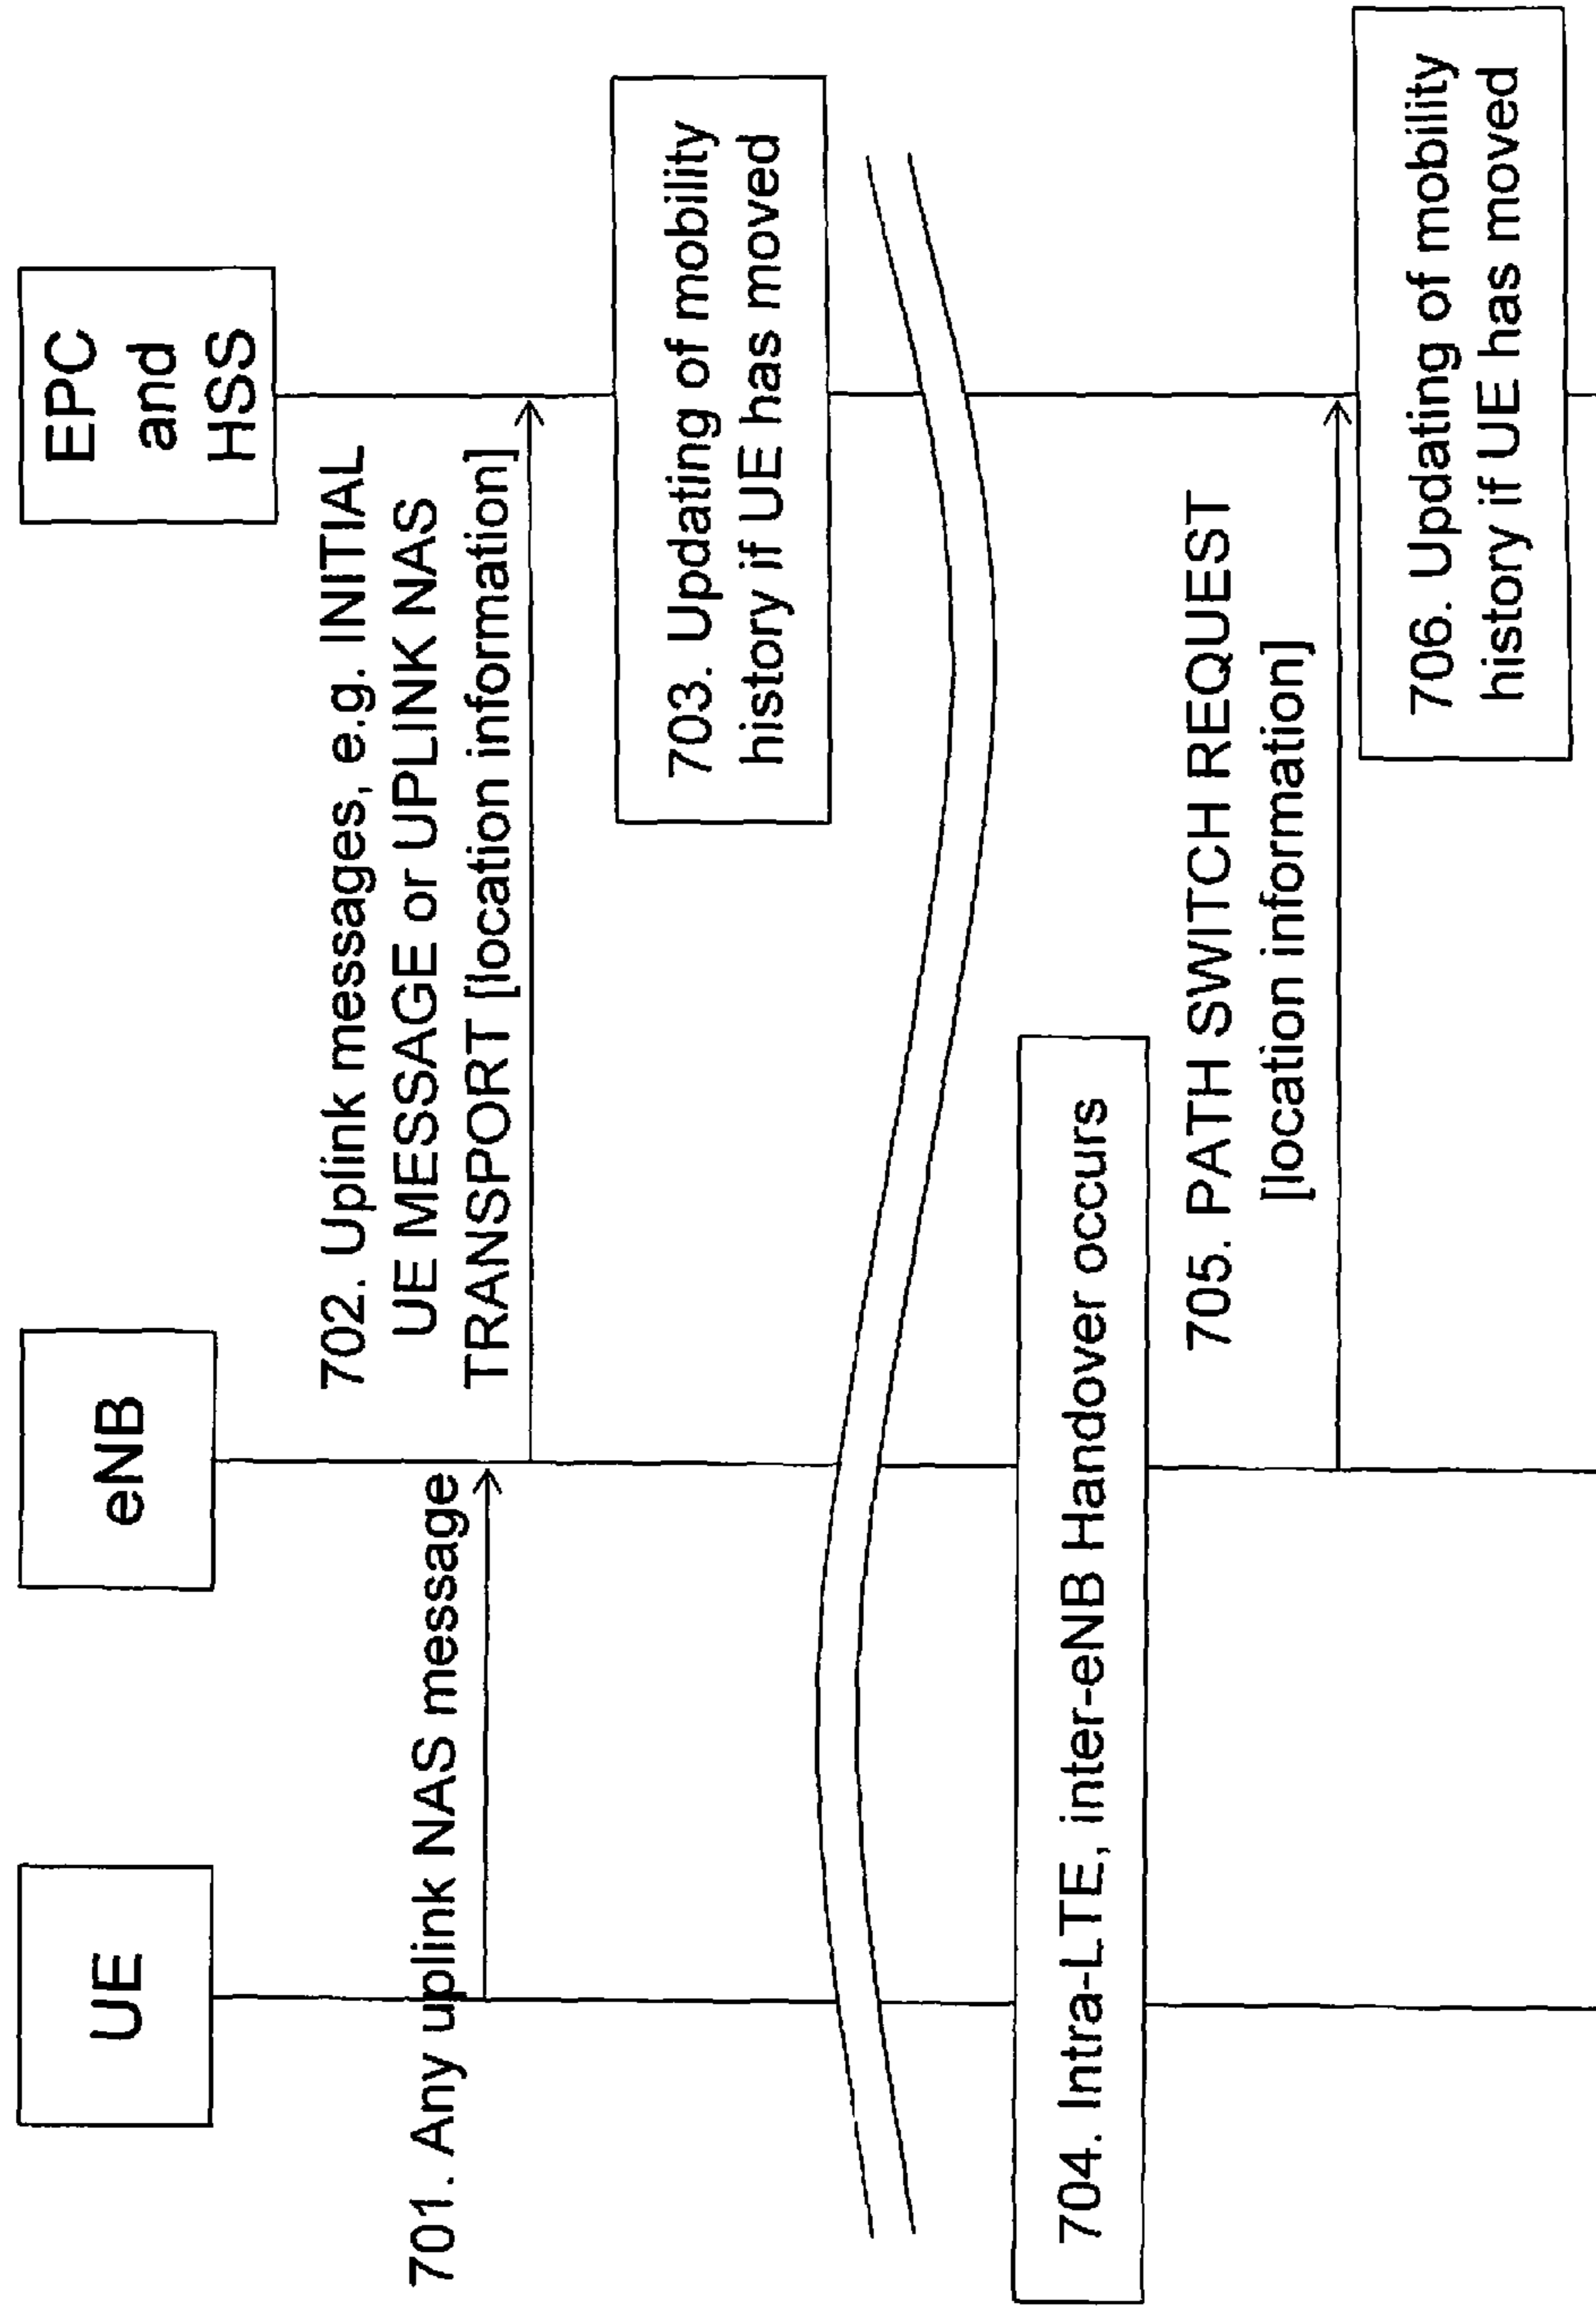 UE
eNB
EPC
and
HSS
701. Any uplink NAS message
702. Uplink messages, e.g. INITIAL
UE MESSAGE or UPLINK NAS
TRANSPORT [location information]
703. Updating of mobility
history if UE has moved
704. Intra-LTE, inter-eNB Handover occurs
705. PATH SWITCH REQUEST
[location information]
706. Updating of mobility
history if UE has moved